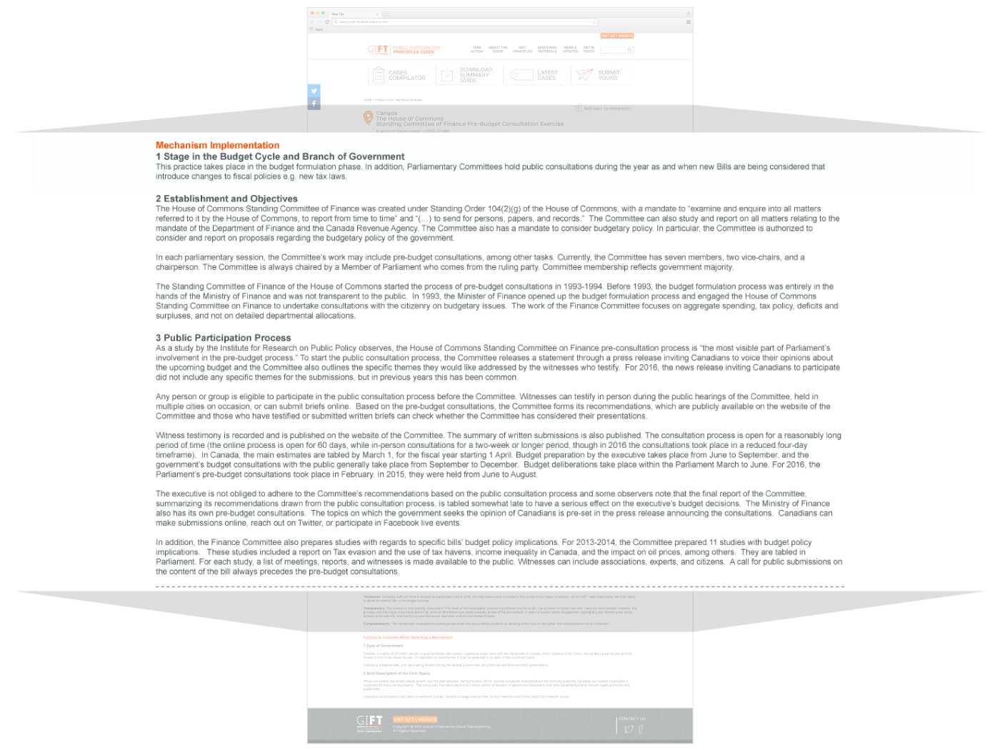 New Tab
VISIT GIFT WEBSITE
GIFT PUBLIC PARTICIPATION
PRINCIPLES GUIDE
TAKE ACTION
ABOUT THE GUIDE
GIFT PRINCIPLES
ADDITIONAL MATERIALS
NEWS & UPDATES
GET IN TOUCH
CASES COMPILATOR
DOWNLOAD SUMMARY GUIDE
LATEST CASES
SUBMIT YOURS
Add topic to compilator
Canada
The House of Commons
Standing Committee of Finance Pre-Budget Consultation Exercise
Mechanism Implementation
1 Stage in the Budget Cycle and Branch of Government
This practice takes place in the budget formulation phase. In addition, Parliamentary Committees hold public consultations during the year as and when new Bills are being considered that
introduce changes to fiscal policies e.g. new tax laws.
2 Establishment and Objectives
The House of Commons Standing Committee of Finance was created under Standing Order 104(2)(g) of the House of Commons, with a mandate to “examine and enquire into all matters
referred to it by the House of Commons, to report from time to time” and “(…) to send for persons, papers, and records.”  The Committee can also study and report on all matters relating to the
mandate of the Department of Finance and the Canada Revenue Agency. The Committee also has a mandate to consider budgetary policy. In particular, the Committee is authorized to
consider and report on proposals regarding the budgetary policy of the government.
In each parliamentary session, the Committee’s work may include pre-budget consultations, among other tasks. Currently, the Committee has seven members, two vice-chairs, and a
chairperson. The Committee is always chaired by a Member of Parliament who comes from the ruling party. Committee membership reflects government majority.
The Standing Committee of Finance of the House of Commons started the process of pre-budget consultations in 1993-1994. Before 1993, the budget formulation process was entirely in the
hands of the Ministry of Finance and was not transparent to the public.  In 1993, the Minister of Finance opened up the budget formulation process and engaged the House of Commons
Standing Committee on Finance to undertake consultations with the citizenry on budgetary issues.  The work of the Finance Committee focuses on aggregate spending, tax policy, deficits and
surpluses, and not on detailed departmental allocations.
3 Public Participation Process
As a study by the Institute for Research on Public Policy observes, the House of Commons Standing Committee on Finance pre-consultation process is “the most visible part of Parliament’s
involvement in the pre-budget process.” To start the public consultation process, the Committee releases a statement through a press release inviting Canadians to voice their opinions about
the upcoming budget and the Committee also outlines the specific themes they would like addressed by the witnesses who testify.  For 2016, the news release inviting Canadians to participate
did not include any specific themes for the submissions, but in previous years this has been common.
Any person or group is eligible to participate in the public consultation process before the Committee. Witnesses can testify in person during the public hearings of the Committee, held in
multiple cities on occasion, or can submit briefs online.  Based on the pre-budget consultations, the Committee forms its recommendations, which are publicly available on the website of the
Committee and those who have testified or submitted written briefs can check whether the Committee has considered their presentations.
Witness testimony is recorded and is published on the website of the Committee. The summary of written submissions is also published. The consultation process is open for a reasonably long
period of time (the online process is open for 60 days, while in-person consultations for a two-week or longer period, though in 2016 the consultations took place in a reduced four-day
timeframe).  In Canada, the main estimates are tabled by March 1, for the fiscal year starting 1 April. Budget preparation by the executive takes place from June to September, and the
government’s budget consultations with the public generally take place from September to December.  Budget deliberations take place within the Parliament March to June. For 2016, the
Parliament’s pre-budget consultations took place in February. In 2015, they were held from June to August.
The executive is not obliged to adhere to the Committee’s recommendations based on the public consultation process and some observers note that the final report of the Committee,
summarizing its recommendations drawn from the public consultation process, is tabled somewhat late to have a serious effect on the executive’s budget decisions.  The Ministry of Finance
also has its own pre-budget consultations.  The topics on which the government seeks the opinion of Canadians is pre-set in the press release announcing the consultations.  Canadians can
make submissions online, reach out on Twitter, or participate in Facebook live events.
In addition, the Finance Committee also prepares studies with regards to specific bills’ budget policy implications. For 2013-2014, the Committee prepared 11 studies with budget policy
implications.   These studies included a report on Tax evasion and the use of tax havens, income inequality in Canada, and the impact on oil prices, among others.  They are tabled in
Parliament. For each study, a list of meetings, reports, and witnesses is made available to the public. Witnesses can include associations, experts, and citizens.  A call for public submissions on
the content of the bill always precedes the pre-budget consultations.
Factors to Consider When Selecting a Mechanism
1 Type of Government
2 Brief Description of the Civic Space
GIFT
VISIT GIFT's WEBSITE
All Rights Reserved.
CONTACT US